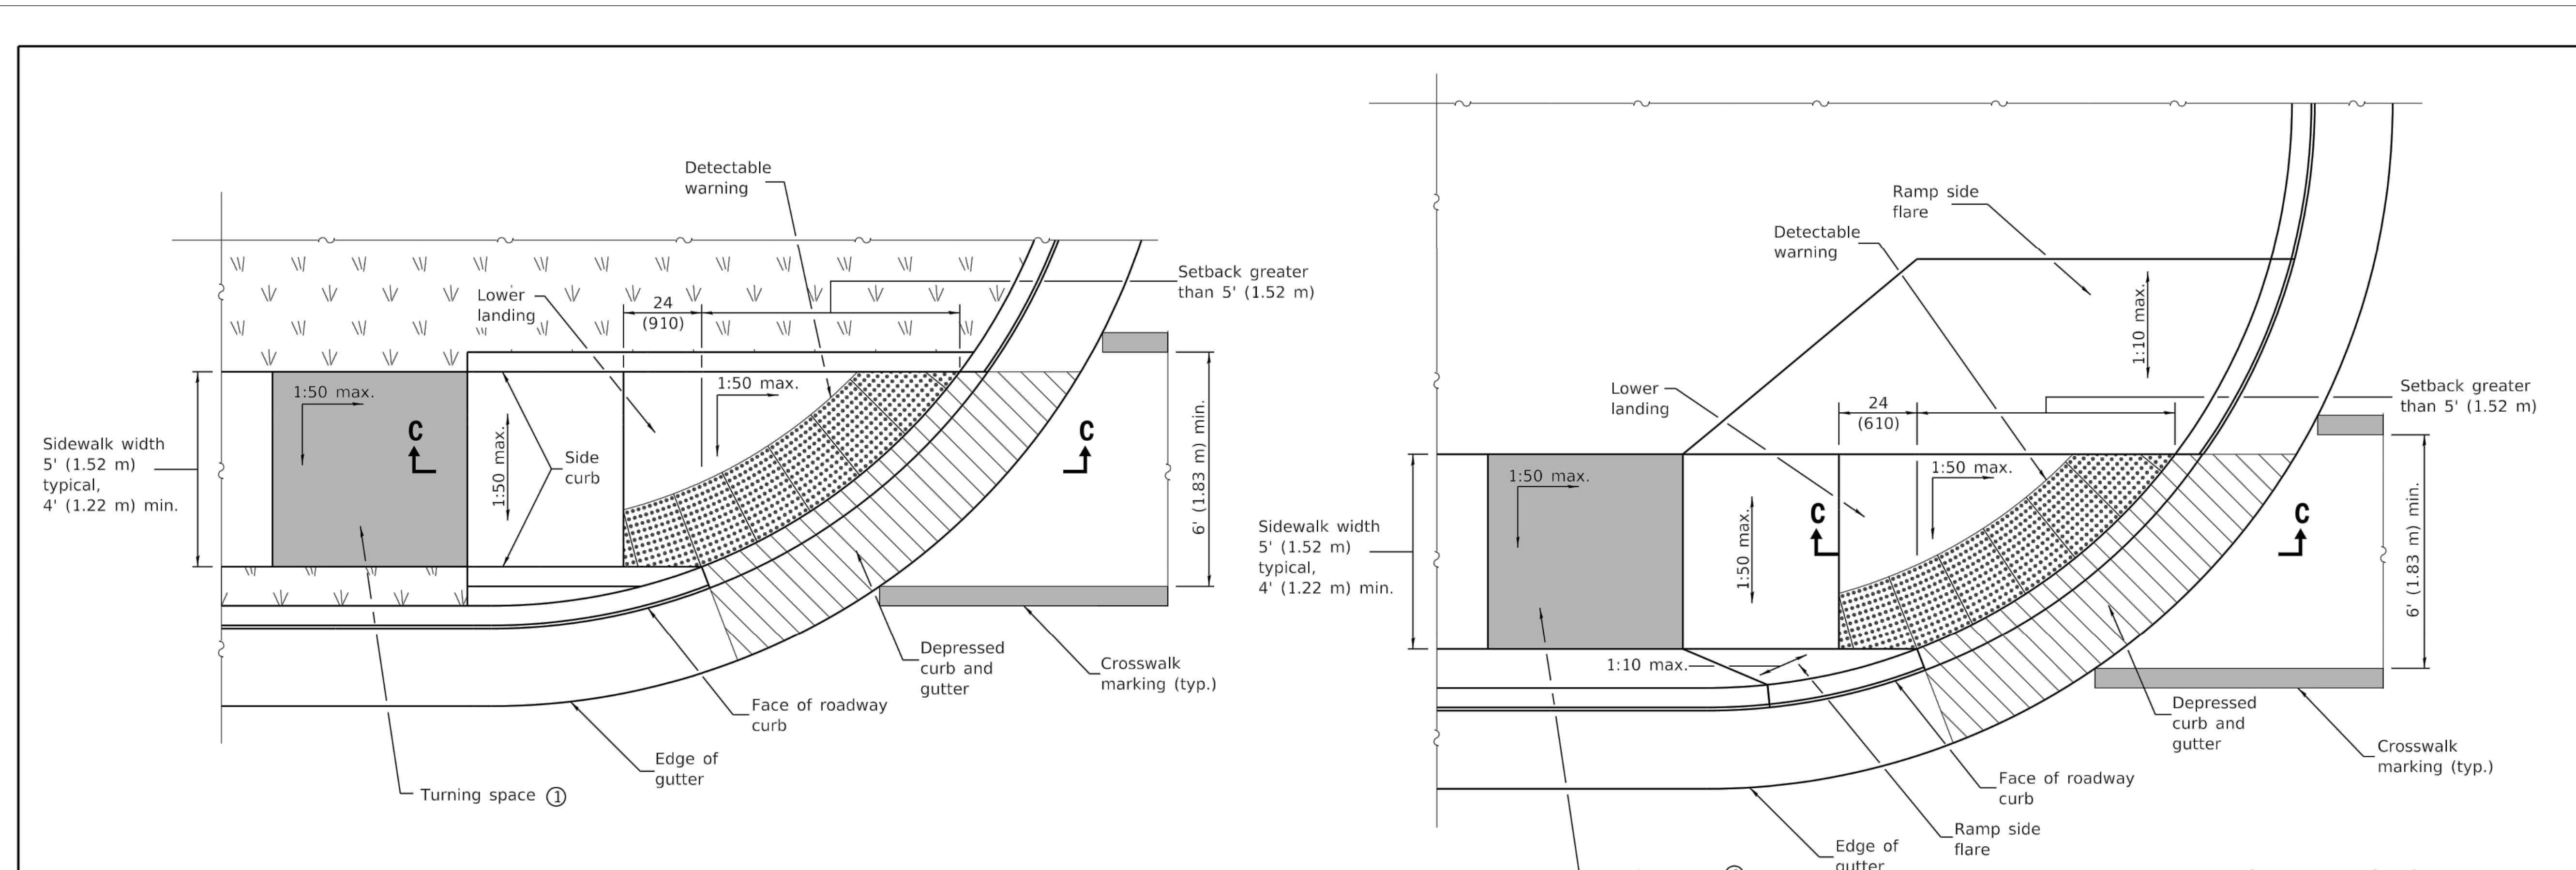 Detectable
warning
Setback greater
than 5' (1.52 m)
Lower
landing
24
(910)
1:50 max.
1:50 max.
C
C
Sidewalk width
5' (1.52 m)
typical,
4' (1.22 m) min.
1:50 max.
Side
curb
6' (1.83 m) min.
Depressed
curb and
gutter
Crosswalk
marking (typ.)
Face of roadway
curb
Edge of
gutter
Turning space 1
Ramp side
flare
Detectable
warning
1:10 max.
Setback greater
than 5' (1.52 m)
Lower
landing
24
(610)
1:50 max.
1:50 max.
C
C
Sidewalk width
5' (1.52 m)
typical,
4' (1.22 m) min.
1:50 max.
6' (1.83 m) min.
1:10 max.
Depressed
curb and
gutter
Crosswalk
marking (typ.)
Face of roadway
curb
Ramp side
flare
Edge of
gutter